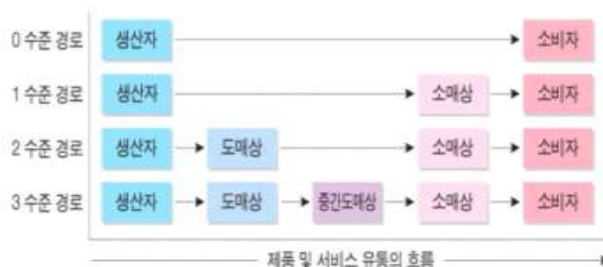 0 수준 경로 생산자 소비자
1 수준 경로 생산자 소매상 소비자
2 수준 경로 생산자 도매상 소매상 소비자
3 수준 경로 생산자 도매상 중간도매상 소매상 소비자
제품 및 서비스 유통의 흐름